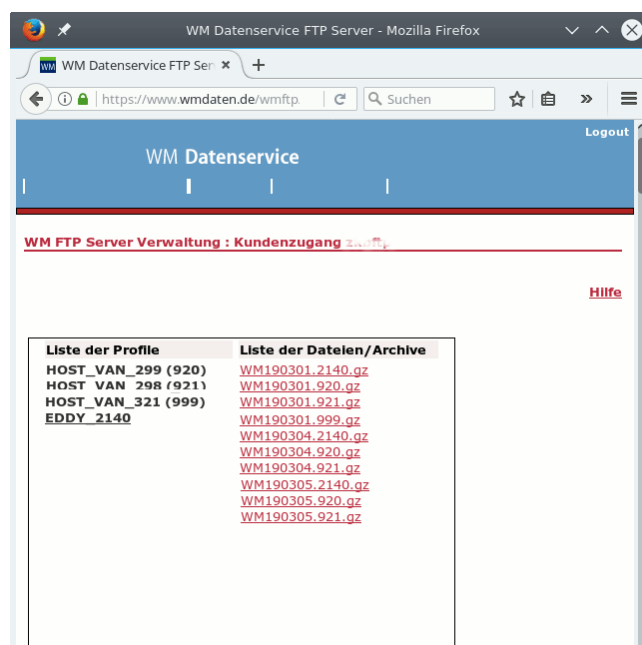 WM Datenservice FTP Server - Mozilla Firefox
WM WM Datenservice FTP Ser
https://www.wmdaten.de/wmftp. Suchen
Logout
WM Datenservice
WM FTP Server Verwaltung : Kundenzugang
Hilfe
Liste der Profile Liste der Dateien/Archive
HOST_VAN_299 (920) WM190301.2140.gz
HOST_VAN_298 (921) WM190301.920.gz
HOST_VAN_321 (999) WM190301.921.gz
EDDY_2140 WM190301.999.gz
WM190304.2140.gz
WM190304.920.gz
WM190304.921.gz
WM190305.2140.gz
WM190305.920.gz
WM190305.921.gz